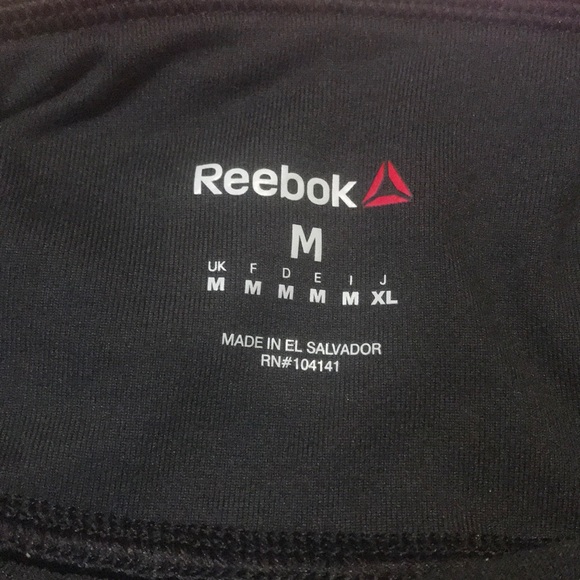 Reebok
M
UK F D E I J
M M M M M XL
MADE IN EL SALVADOR
RN#104141